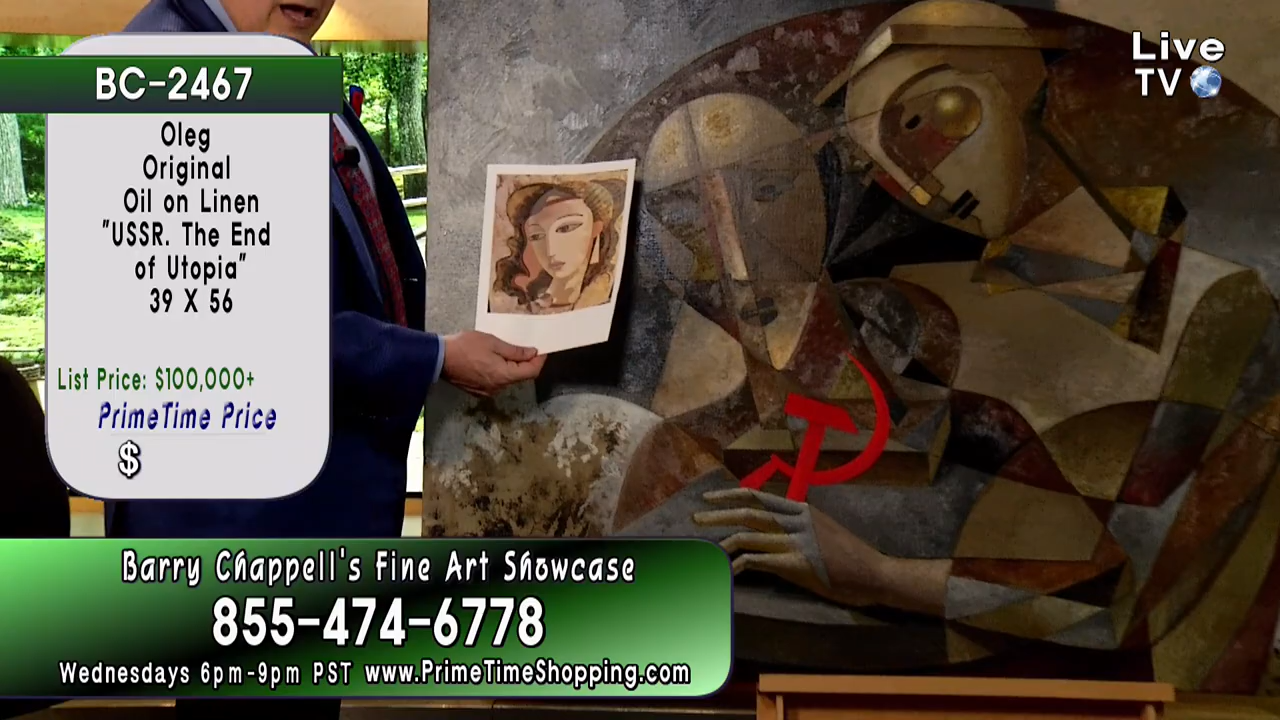 BC-2467
Oleg
Original
Oil on Linen
"USSR. The End
of Utopia"
39 X 56
List Price: $100,000+
PrimeTime Price
$
Live
TV
Barry Chappell's Fine Art Showcase
855-474-6778
Wednesdays 6pm-9pm PST www.PrimeTimeShopping.com